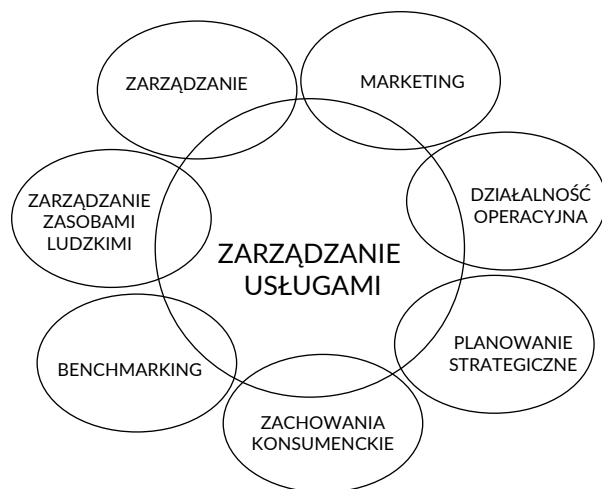 ZARZĄDZANIE
MARKETING
ZARZĄDZANIE
ZASOBAMI
LUDZKIMI
DZIAŁALNOŚĆ
OPERACYJNA
ZARZĄDZANIE
USŁUGAMI
BENCHMARKING
PLANOWANIE
STRATEGICZNE
ZACHOWANIA
KONSUMENCKIE